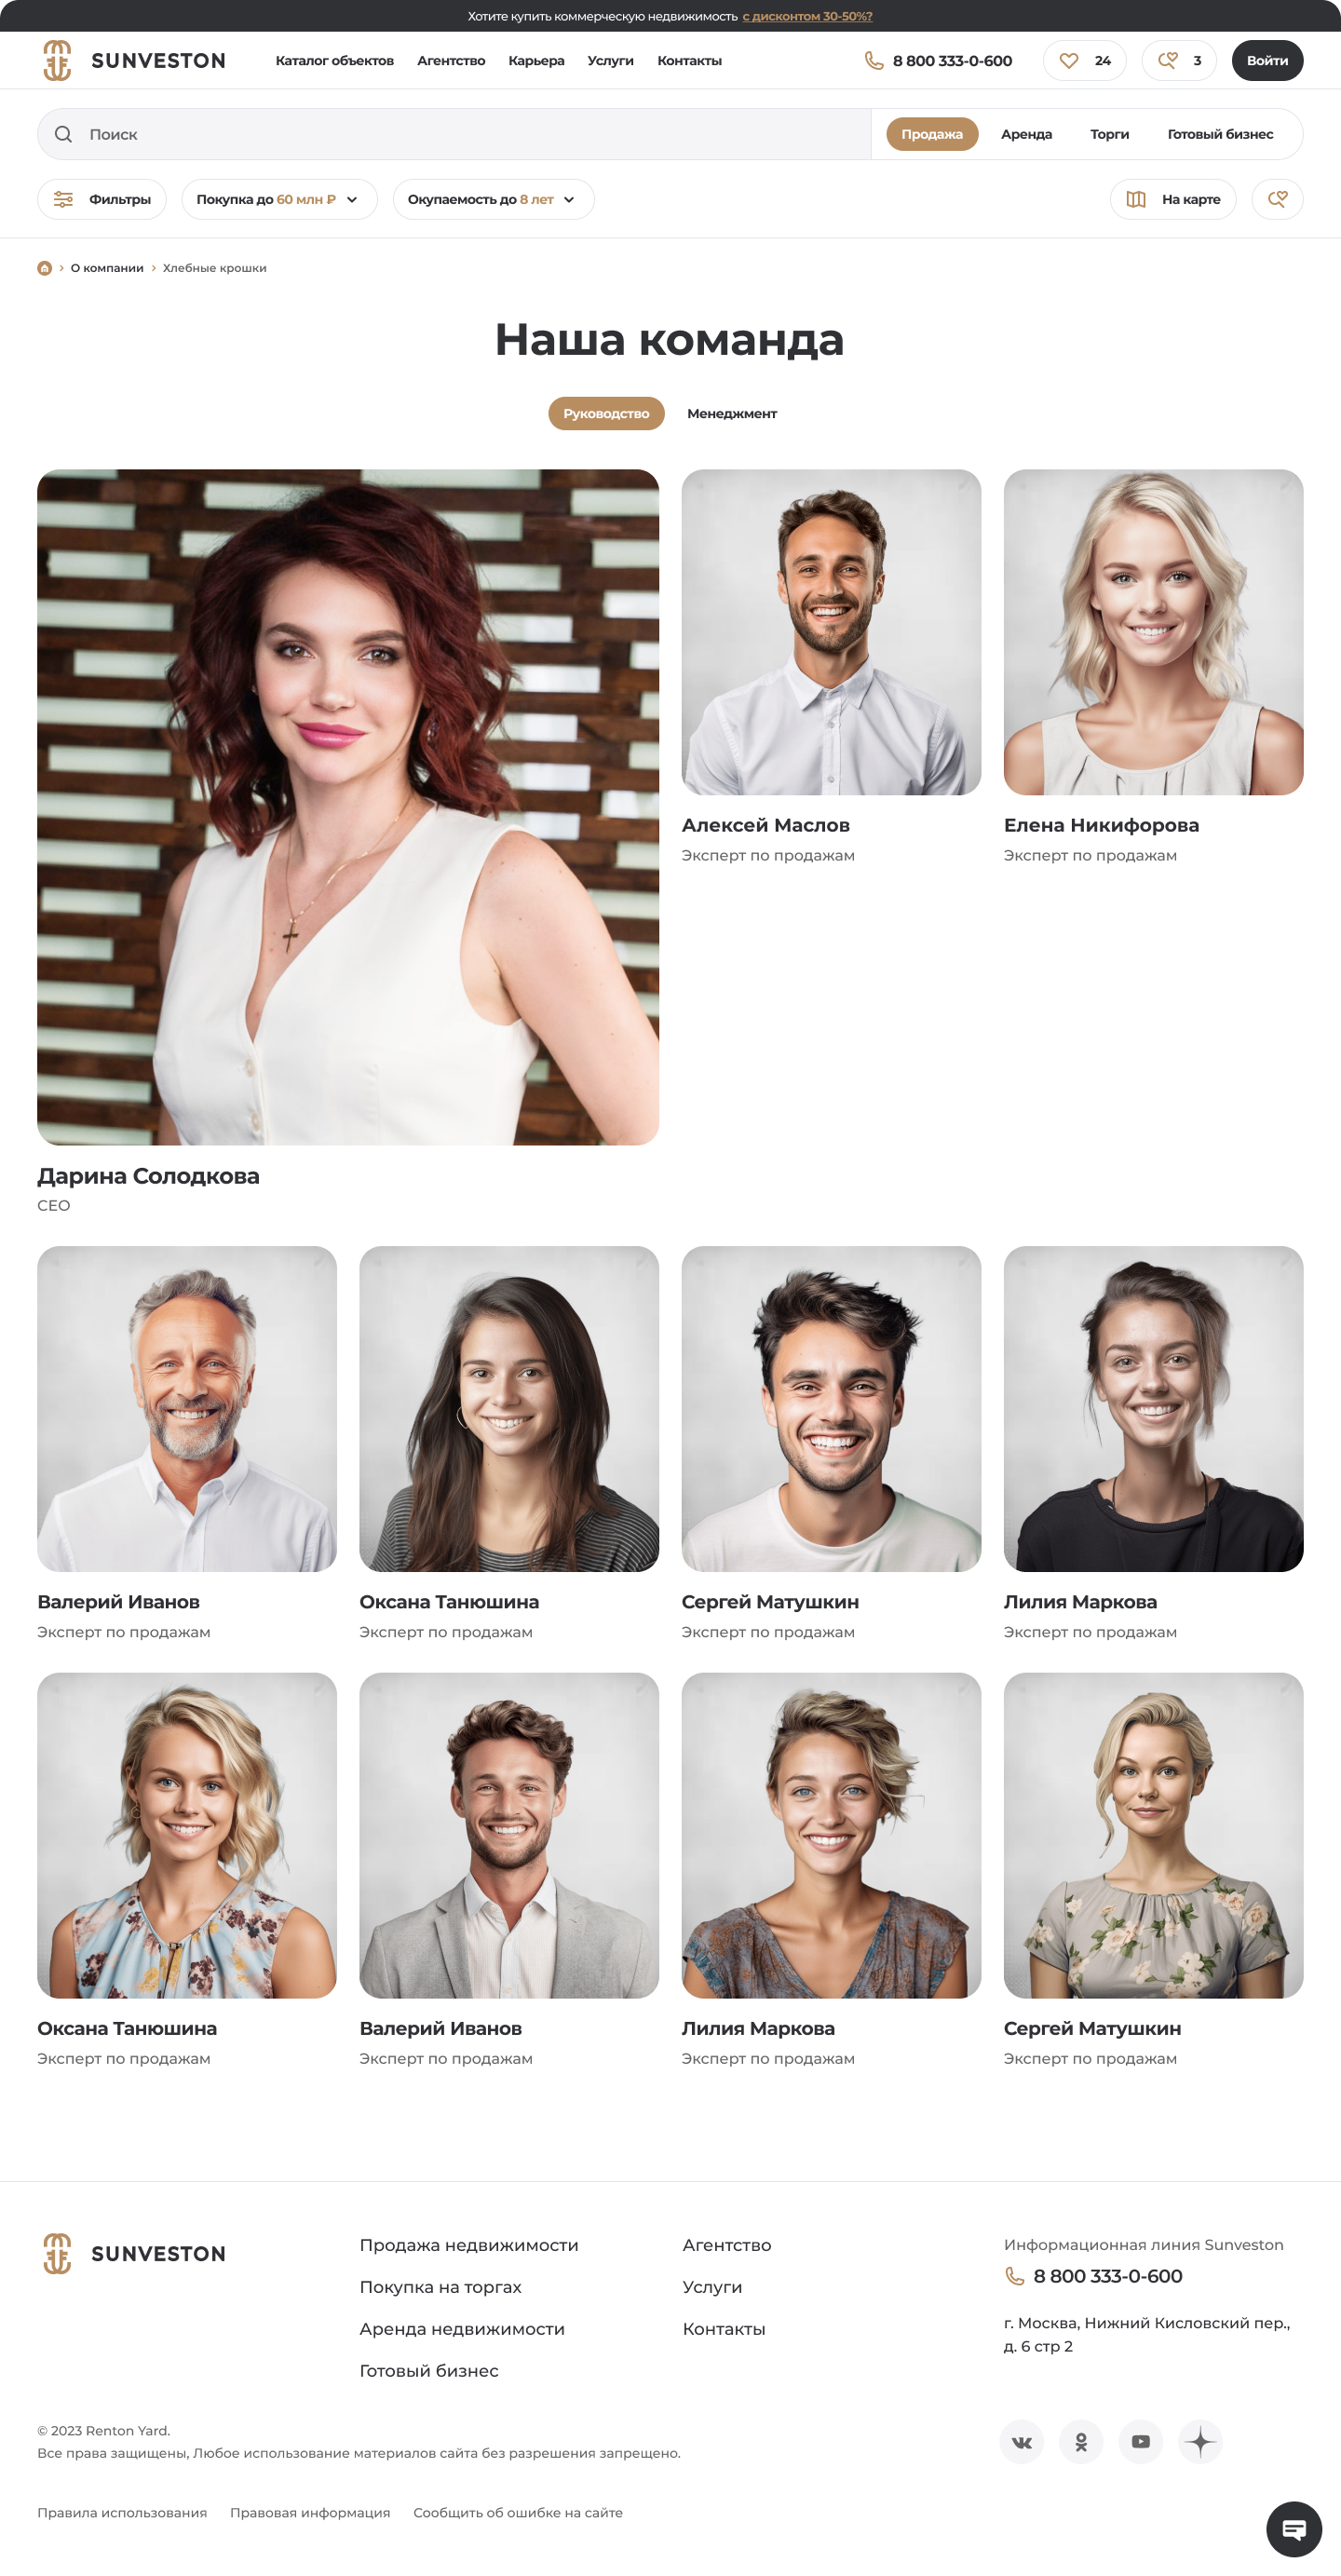 Хотите купить коммерческую недвижимость с дисконтом 30-50%?
SUNVESTON Каталог объектов Агентство Карьера Услуги Контакты 8 800 333-0-600 24 3 Войти
Поиск Продажа Аренда Торги Готовый бизнес
Фильтры Покупка до 60 млн ₽ Окупаемость до 8 лет На карте
О компании Хлебные крошки
Наша команда
Руководство Менеджмент
Алексей Маслов Елена Никифорова
Эксперт по продажам Эксперт по продажам
Дарина Солодкова
CEO
Валерий Иванов Оксана Танюшина Сергей Матушкин Лилия Маркова
Эксперт по продажам Эксперт по продажам Эксперт по продажам Эксперт по продажам
Оксана Танюшина Валерий Иванов Лилия Маркова Сергей Матушкин
Эксперт по продажам Эксперт по продажам Эксперт по продажам Эксперт по продажам
SUNVESTON
Продажа недвижимости
Покупка на торгах
Аренда недвижимости
Готовый бизнес
Агентство
Услуги
Контакты
Информационная линия Sunveston
8 800 333-0-600
г. Москва, Нижний Кисловский пер.,
д. 6 стр 2
© 2023 Renton Yard.
Все права защищены, Любое использование материалов сайта без разрешения запрещено.
Правила использования Правовая информация Сообщить об ошибке на сайте